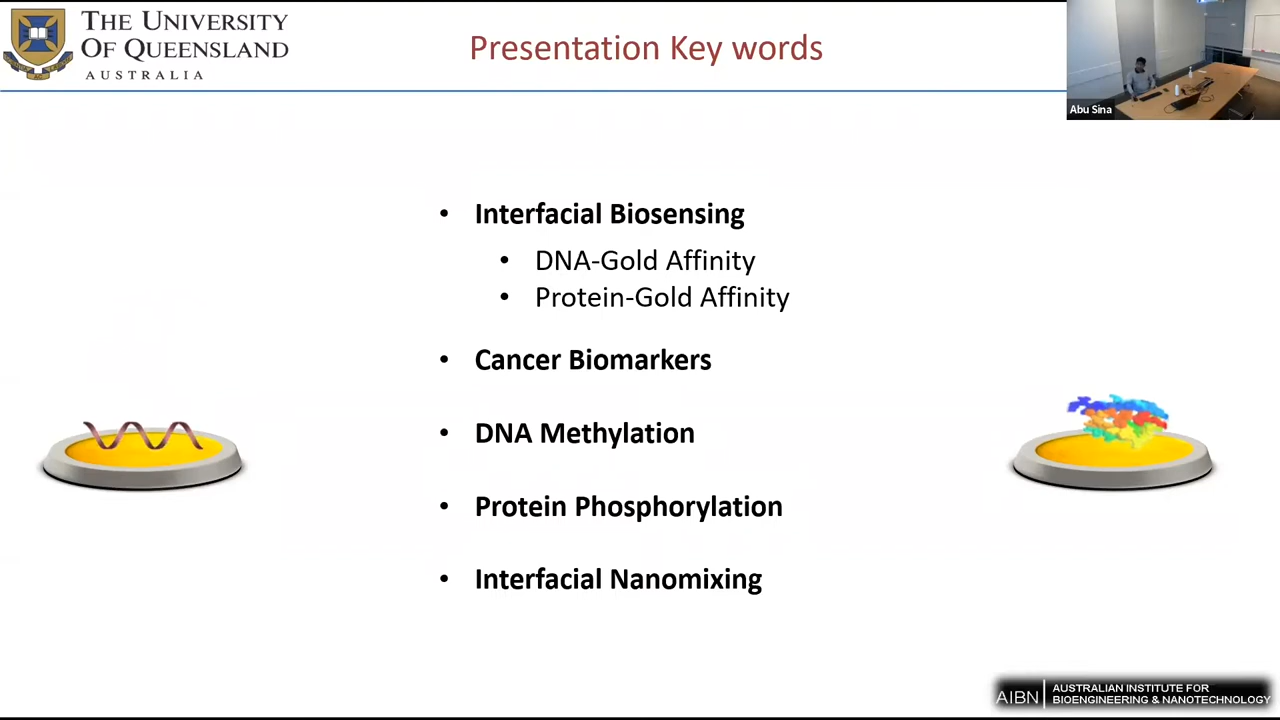 THE UNIVERSITY
OF QUEENSLAND
AUSTRALIA
Presentation Key words
Abu Sina
• Interfacial Biosensing
• DNA-Gold Affinity
• Protein-Gold Affinity
• Cancer Biomarkers
• DNA Methylation
• Protein Phosphorylation
• Interfacial Nanomixing
AIBN
AUSTRALIAN INSTITUTE FOR
BIOENGINEERING & NANOTECHNOLOGY